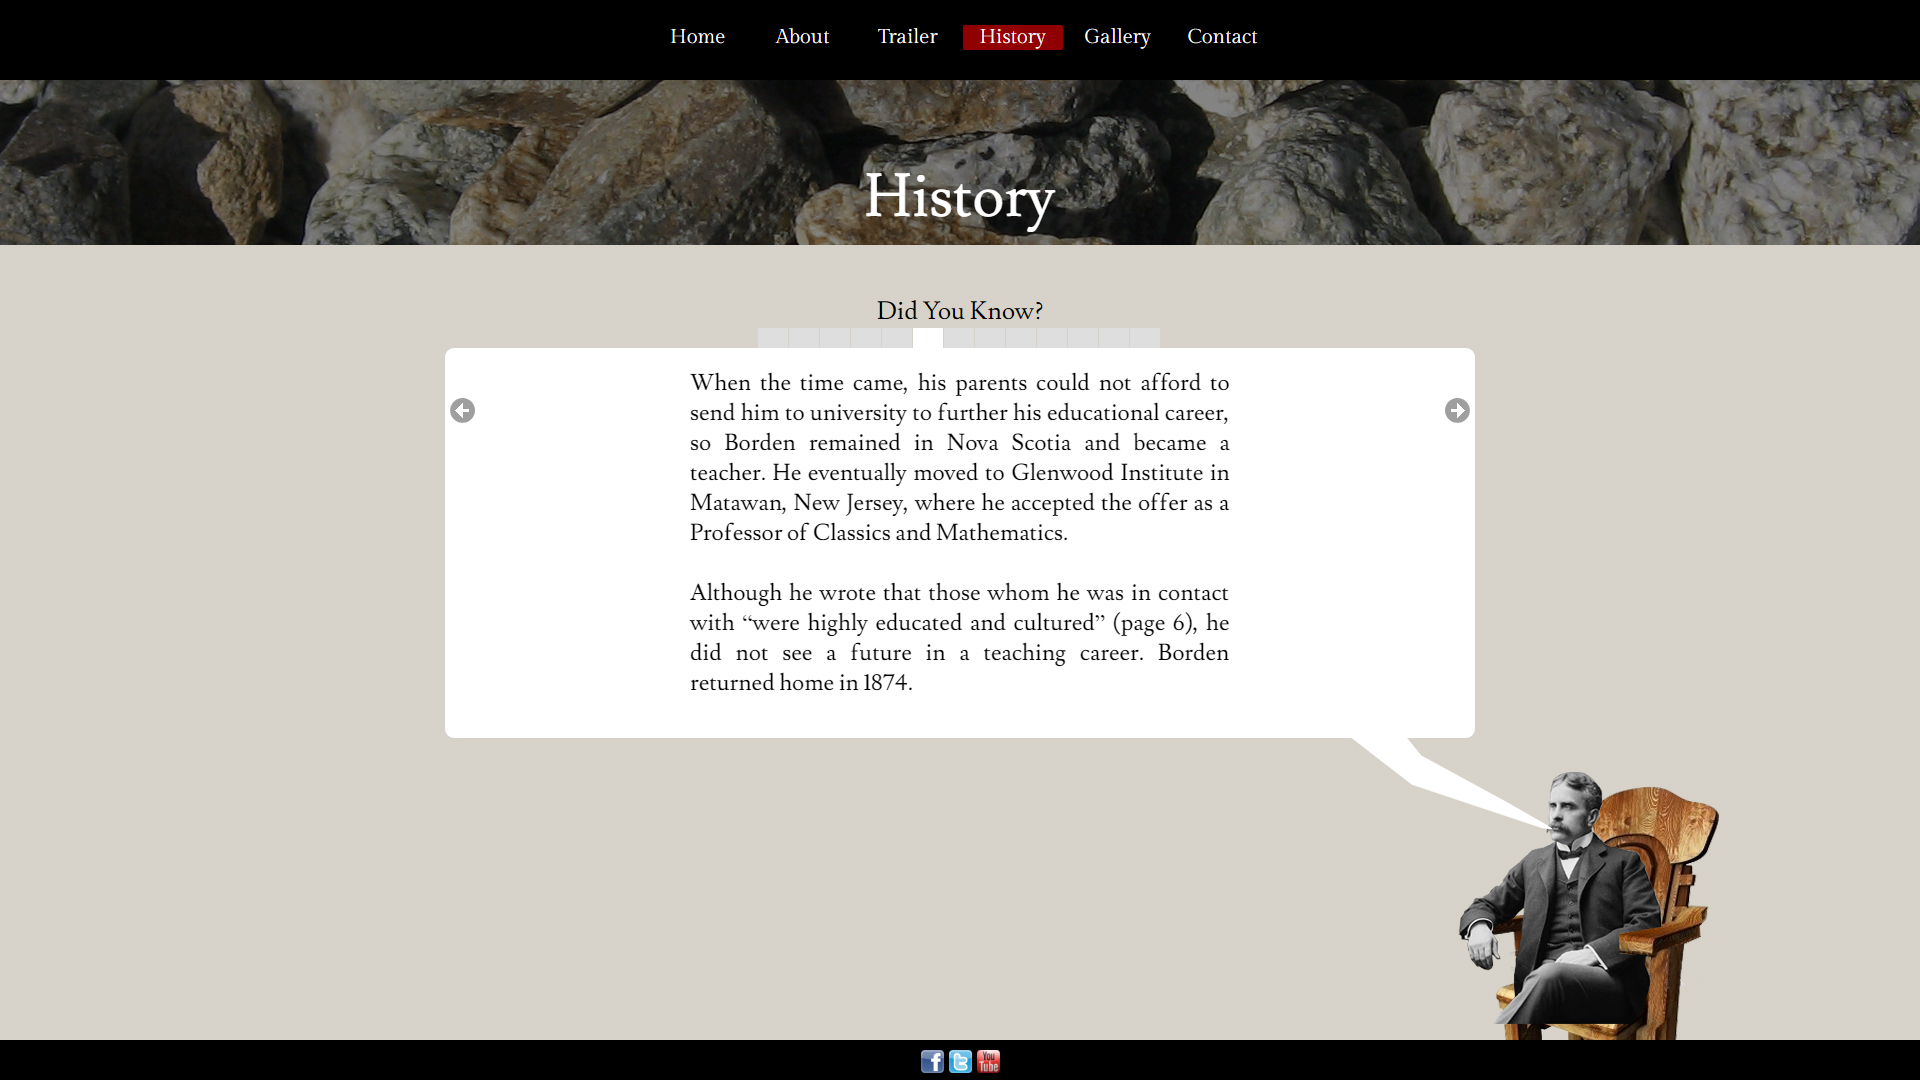 Home About Trailer History Gallery Contact
History
Did You Know?
When the time came, his parents could not afford to
send him to university to further his educational career,
so Borden remained in Nova Scotia and became a
teacher. He eventually moved to Glenwood Institute in
Matawan, New Jersey, where he accepted the offer as a
Professor of Classics and Mathematics.
Although he wrote that those whom he was in contact
with “were highly educated and cultured” (page 6), he
did not see a future in a teaching career. Borden
returned home in 1874.
f t You Tube